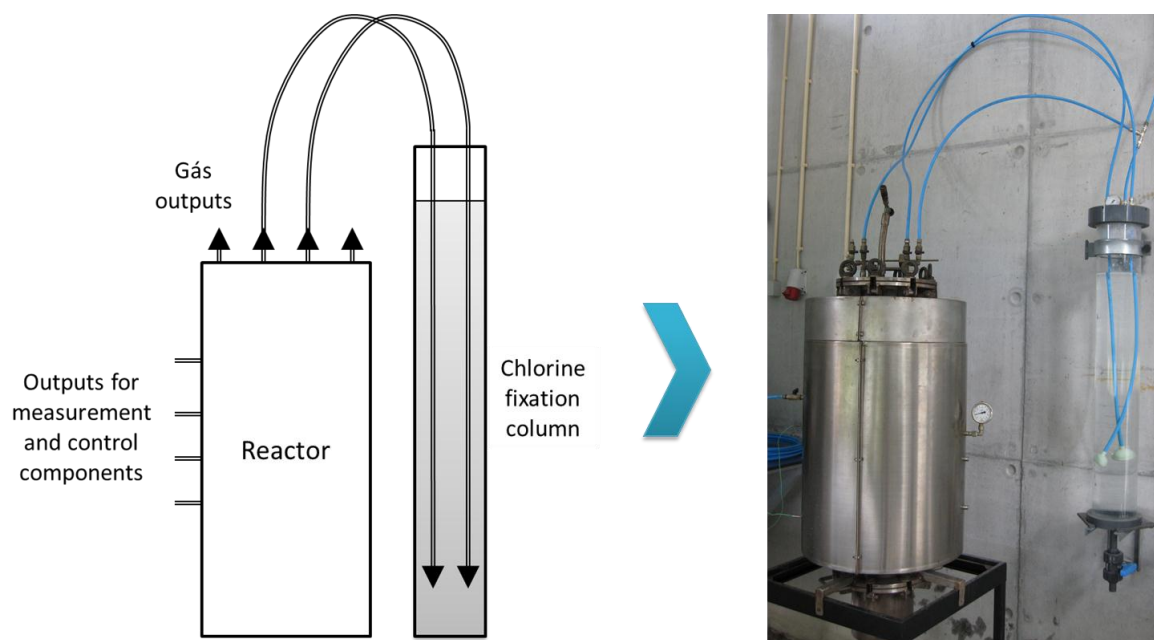 Gás
outputs
Outputs for
measurement
and control
components
Reactor
Chlorine
fixation
column